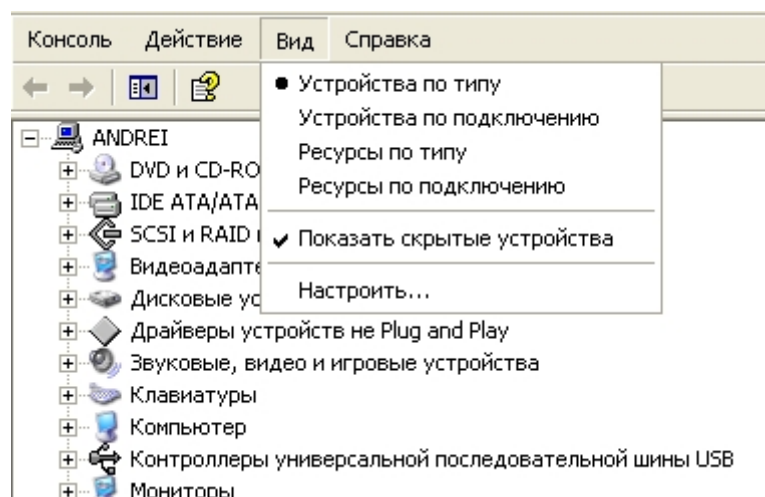 Консоль Действие Вид Справка
Устройства по типу
Устройства по подключению
Ресурсы по типу
Ресурсы по подключению
Показать скрытые устройства
Настроить...
ANDREI
DVD и CD-RO
IDE ATA/ATA
SCSI и RAID
Видеоадапте
Дисковые ус
Драйверы устройств не Plug and Play
Звуковые, видео и игровые устройства
Клавиатуры
Компьютер
Контроллеры универсальной последовательной шины USB
Мониторы